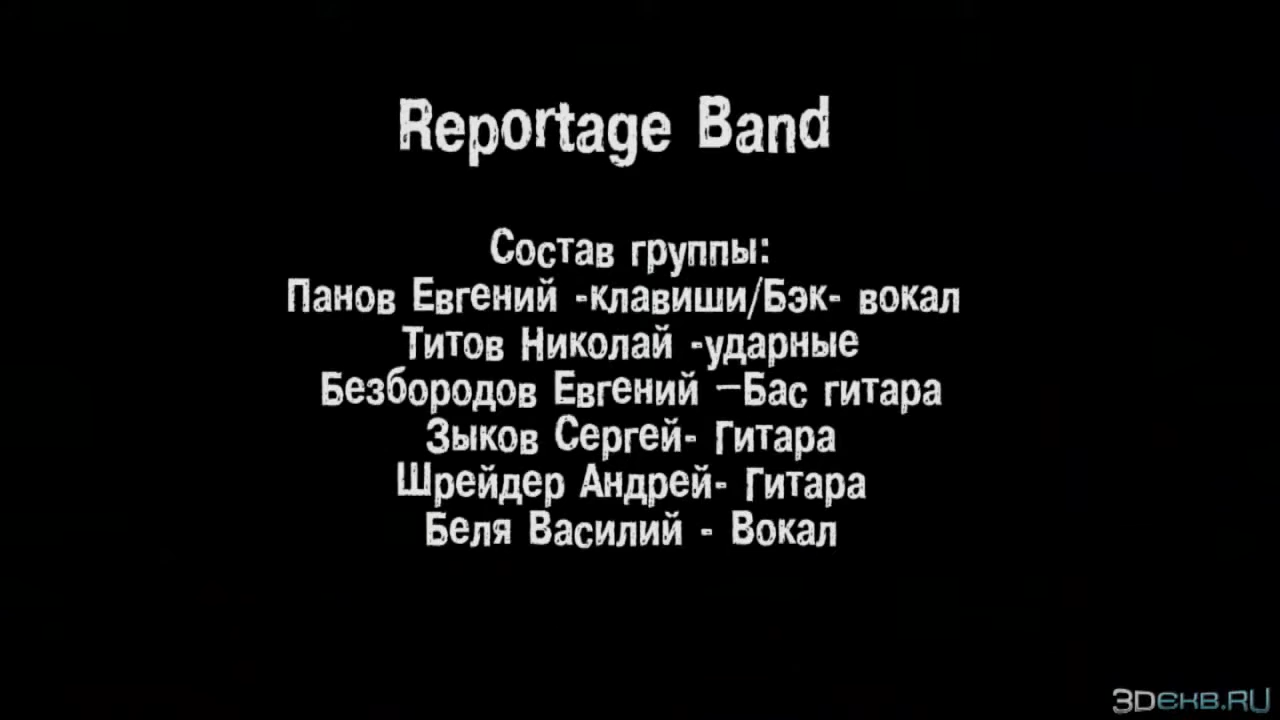 Reportage Band
Состав группы:
Панов Евгений -клавиши/Бэк- вокал
Титов Николай -ударные
Безбородов Евгений –Бас гитара
Зыков Сергей- Гитара
Шрейдер Андрей- Гитара
Беля Василий - Вокал
3DEKB.RU